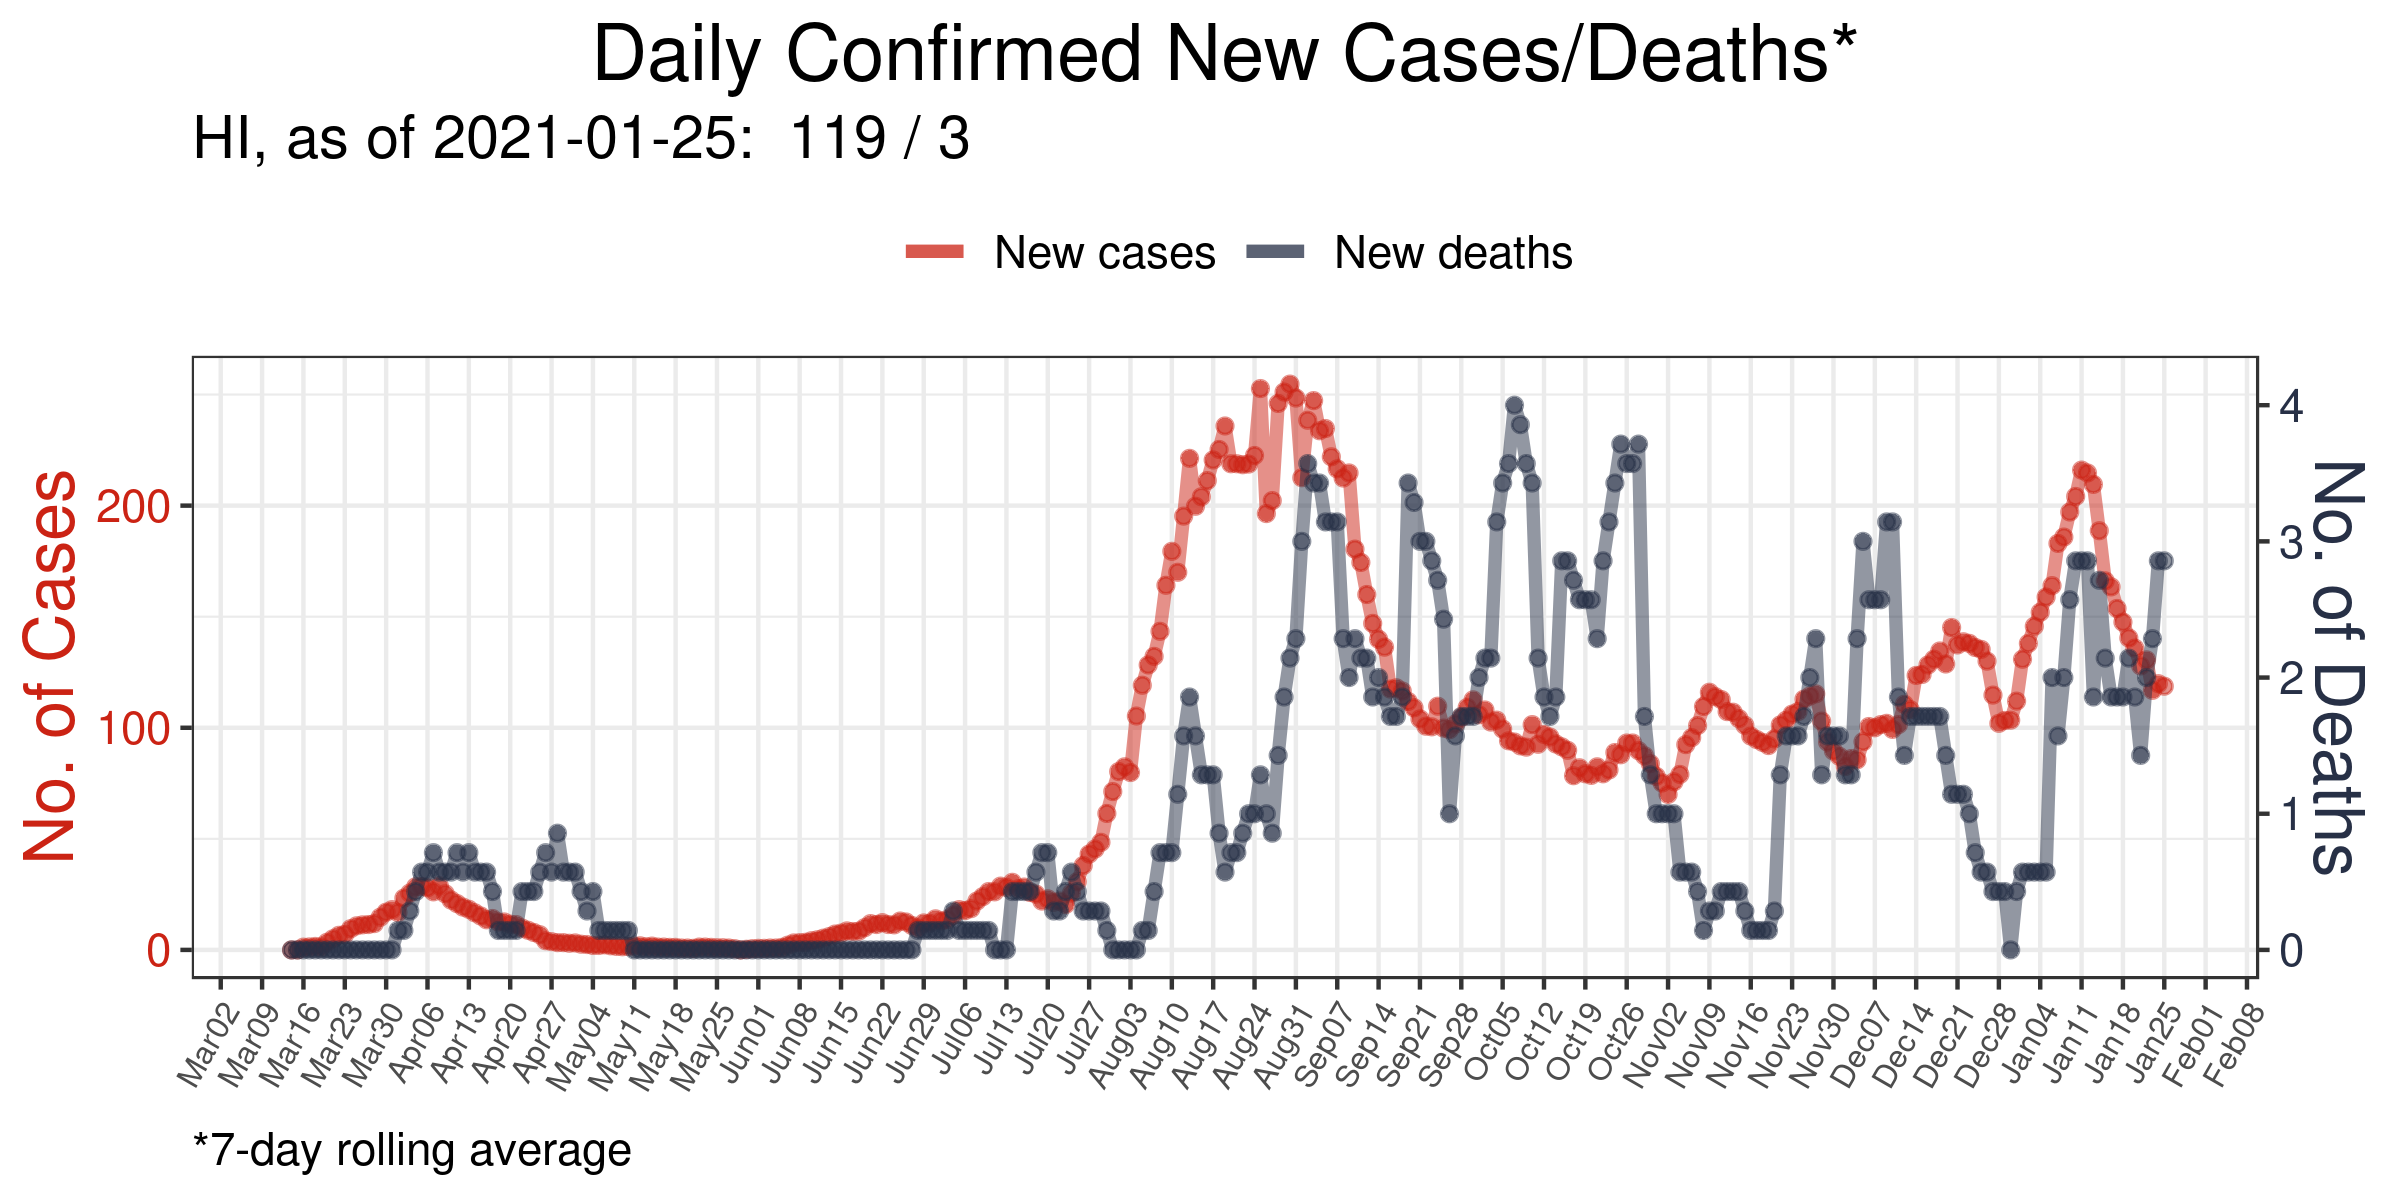 Daily Confirmed New Cases/Deaths*
HI, as of 2021-01-25:  119 / 3
New cases
New deaths
No. of Cases
200
100
0
4
3
2
1
0
No. of Deaths
Mar02
Mar09
Mar16
Mar23
Mar30
Apr06
Apr13
Apr20
Apr27
May04
May11
May18
May25
Jun01
Jun08
Jun15
Jun22
Jun29
Jul06
Jul13
Jul20
Jul27
Aug03
Aug10
Aug17
Aug24
Aug31
Sep07
Sep14
Sep21
Sep28
Oct05
Oct12
Oct19
Oct26
Nov02
Nov09
Nov16
Nov23
Nov30
Dec07
Dec14
Dec21
Dec28
Jan04
Jan11
Jan18
Jan25
Feb01
Feb08
*7-day rolling average